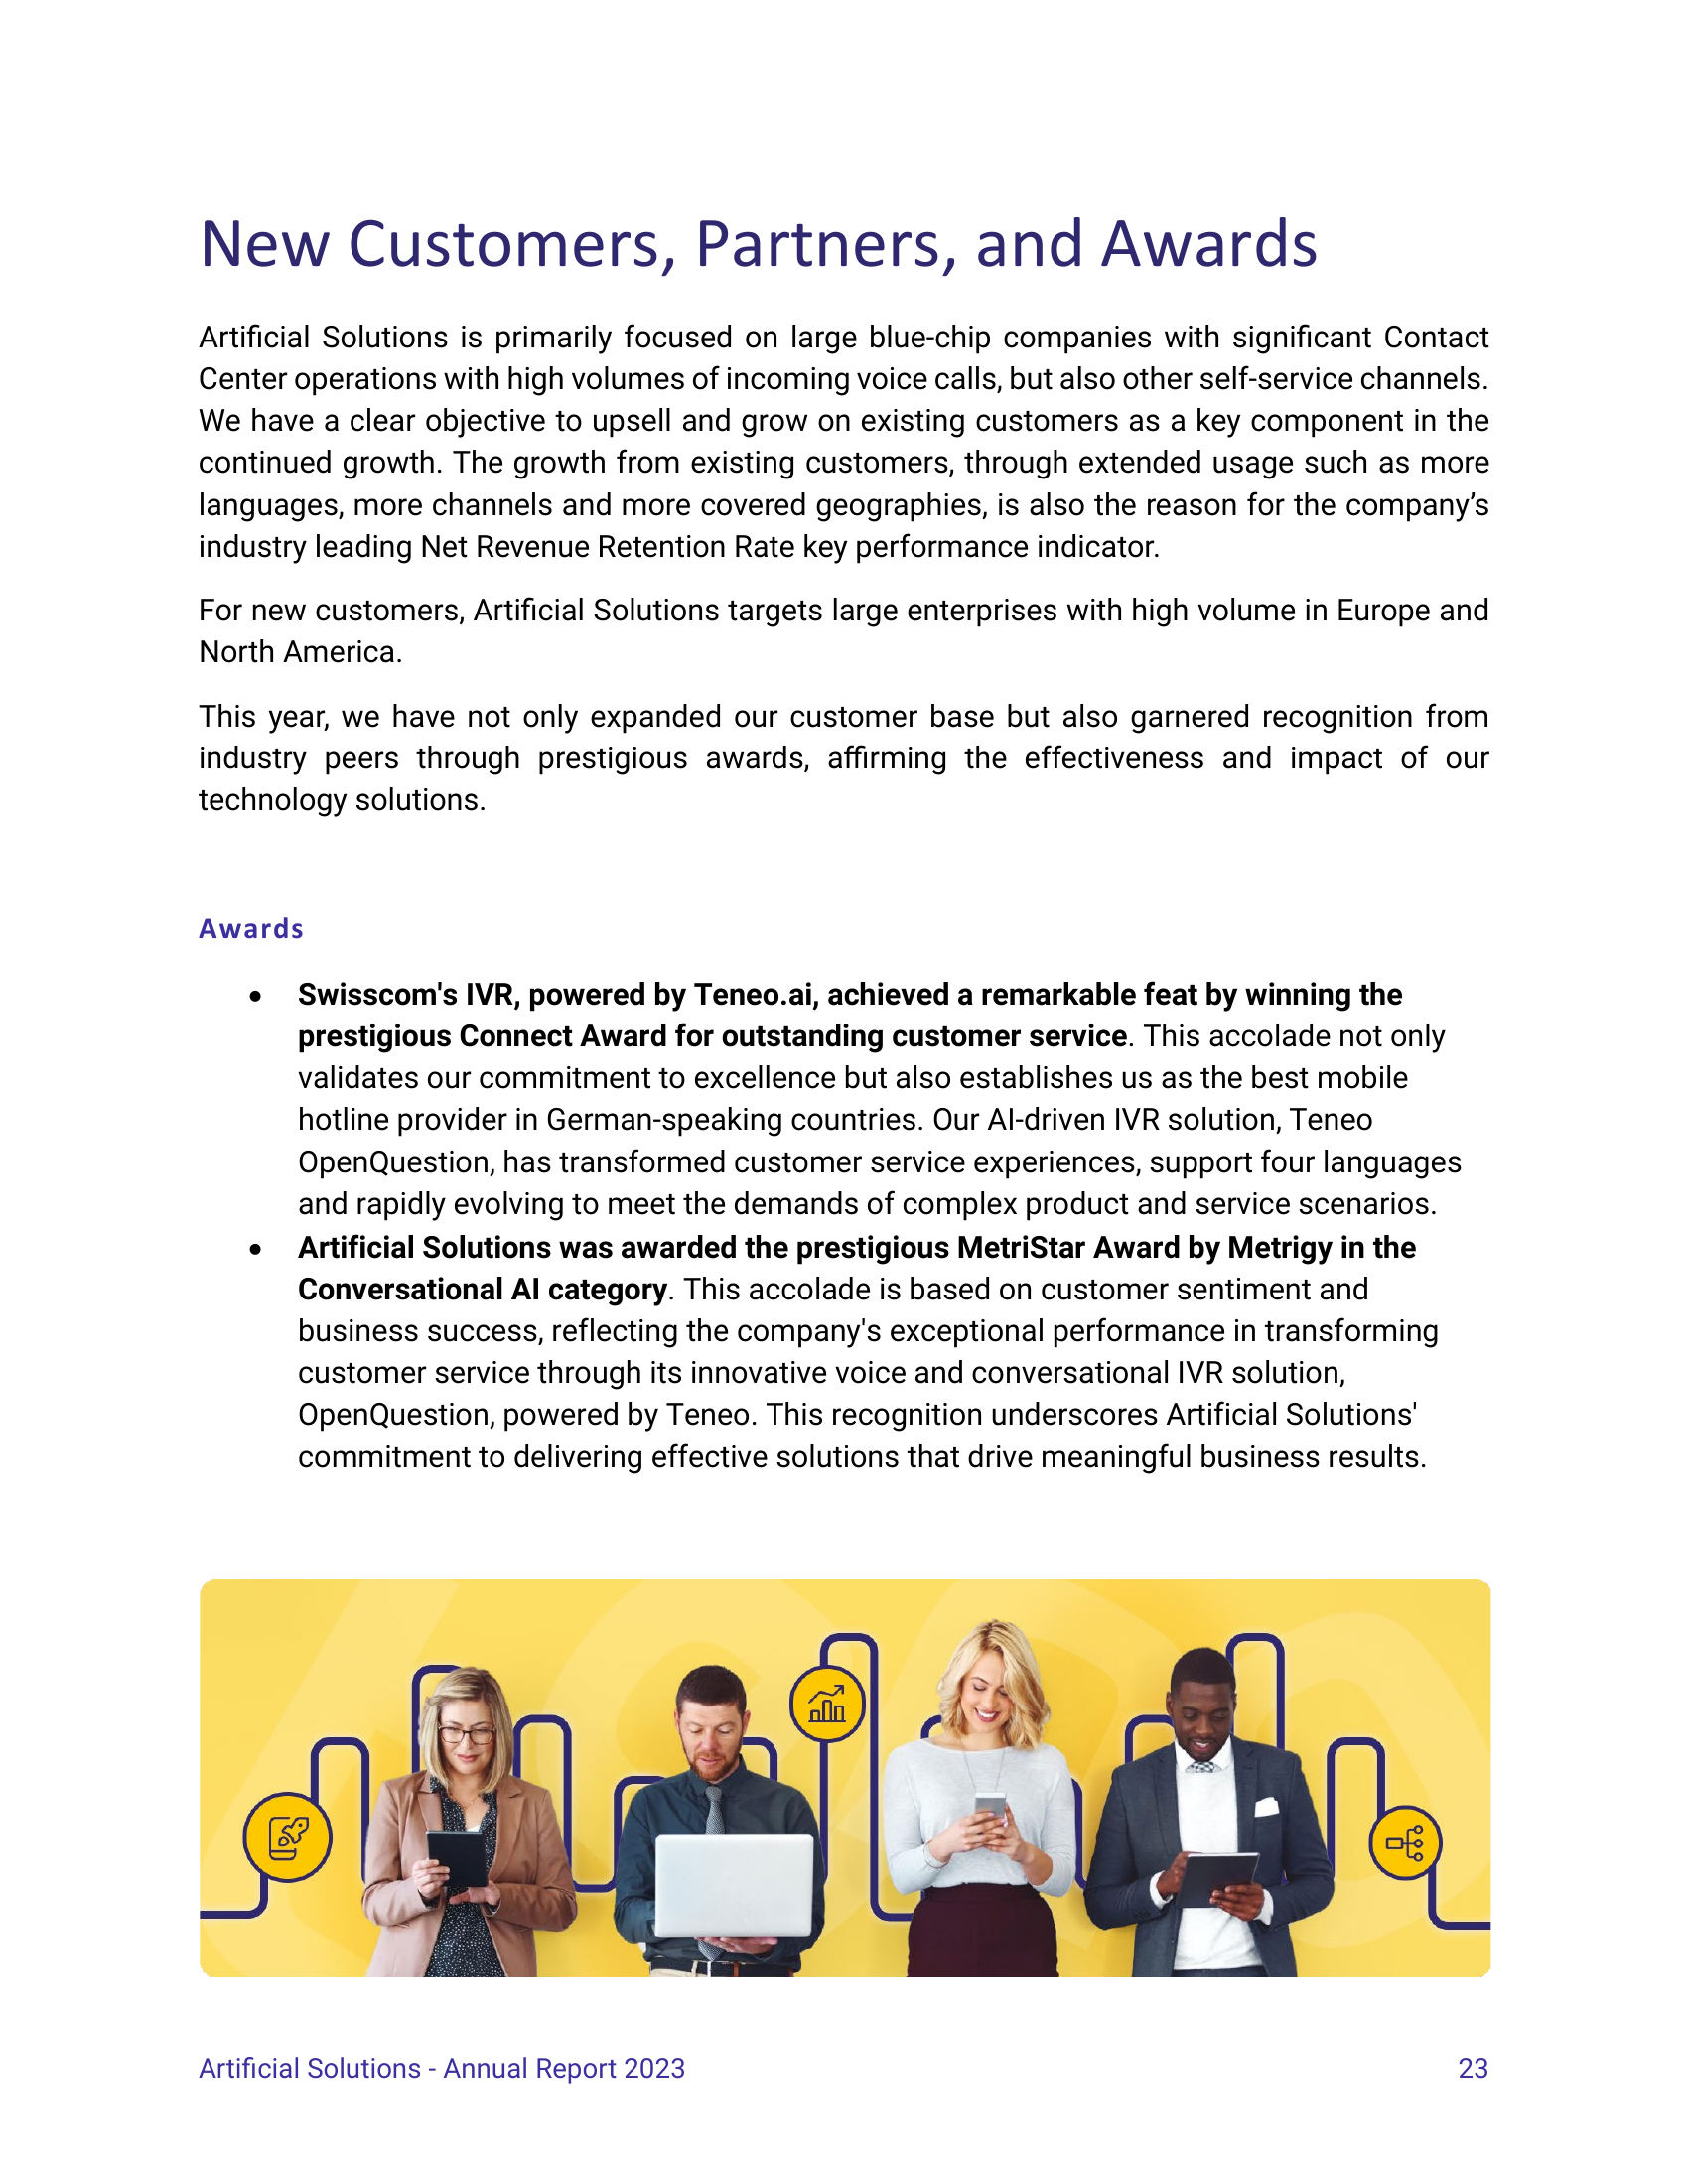 New Customers, Partners, and Awards
Artificial Solutions is primarily focused on large blue-chip companies with significant Contact
Center operations with high volumes of incoming voice calls, but also other self-service channels.
We have a clear objective to upsell and grow on existing customers as a key component in the
continued growth. The growth from existing customers, through extended usage such as more
languages, more channels and more covered geographies, is also the reason for the company’s
industry leading Net Revenue Retention Rate key performance indicator.
For new customers, Artificial Solutions targets large enterprises with high volume in Europe and
North America.
This year, we have not only expanded our customer base but also garnered recognition from
industry peers through prestigious awards, affirming the effectiveness and impact of our
technology solutions.
Awards
• Swisscom's IVR, powered by Teneo.ai, achieved a remarkable feat by winning the
prestigious Connect Award for outstanding customer service. This accolade not only
validates our commitment to excellence but also establishes us as the best mobile
hotline provider in German-speaking countries. Our AI-driven IVR solution, Teneo
OpenQuestion, has transformed customer service experiences, support four languages
and rapidly evolving to meet the demands of complex product and service scenarios.
• Artificial Solutions was awarded the prestigious MetriStar Award by Metrigy in the
Conversational AI category. This accolade is based on customer sentiment and
business success, reflecting the company's exceptional performance in transforming
customer service through its innovative voice and conversational IVR solution,
OpenQuestion, powered by Teneo. This recognition underscores Artificial Solutions'
commitment to delivering effective solutions that drive meaningful business results.
Artificial Solutions - Annual Report 2023
23